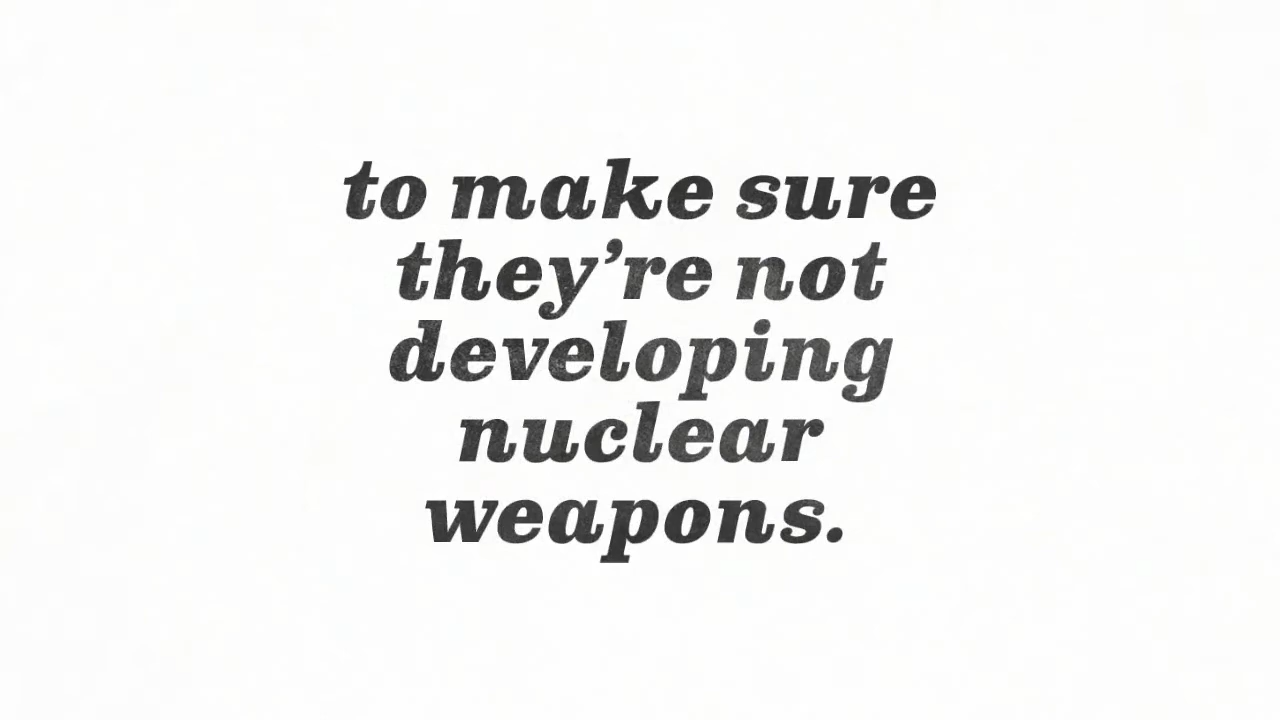 to make sure
they’re not
developing
nuclear
weapons.